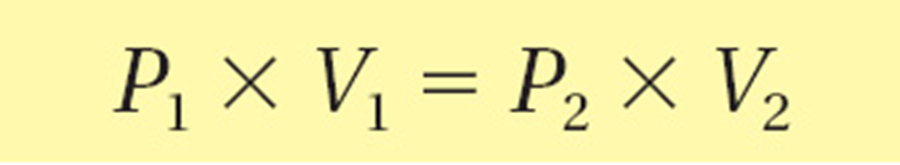 P₁ × V₁ = P₂ × V₂